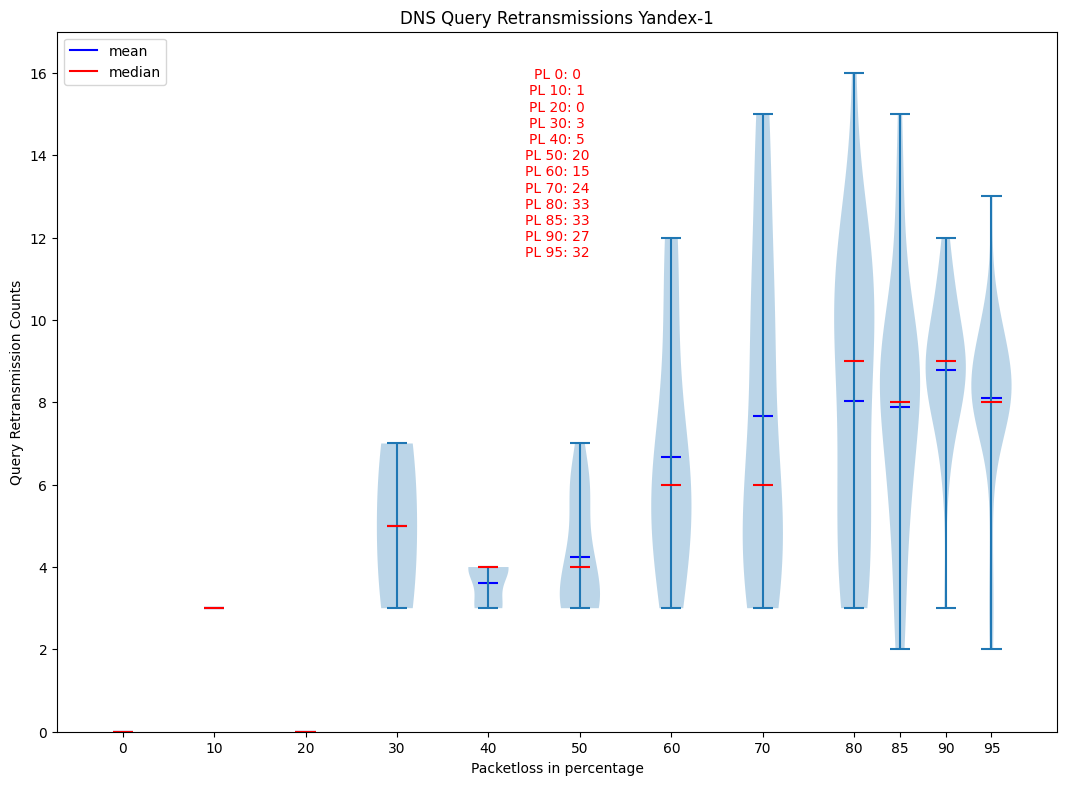 DNS Query Retransmissions Yandex-1
mean
median
PL 0: 0
PL 10: 1
PL 20: 0
PL 30: 3
PL 40: 5
PL 50: 20
PL 60: 15
PL 70: 24
PL 80: 33
PL 85: 33
PL 90: 27
PL 95: 32
Query Retransmission Counts
16
14
12
10
8
6
4
2
0
0 10 20 30 40 50 60 70 80 85 90 95
Packetloss in percentage